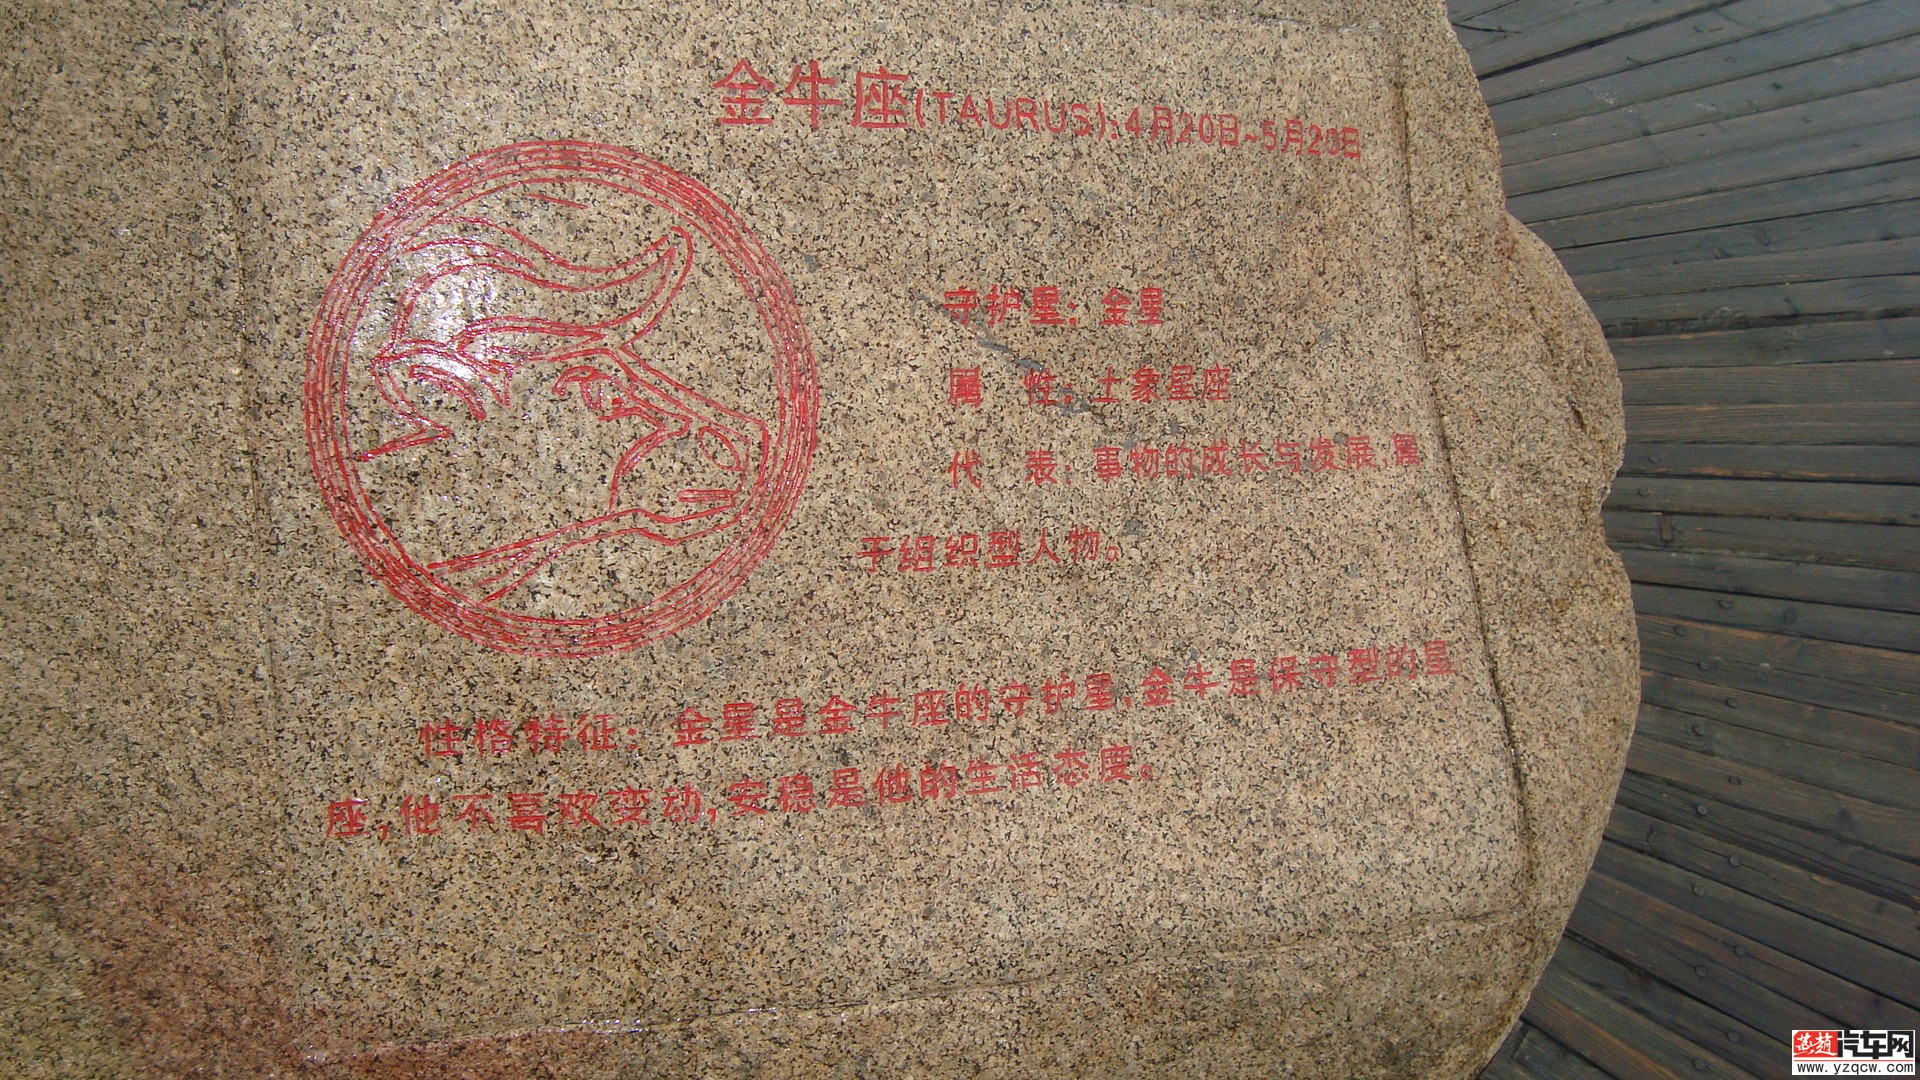 金牛座(TAURUS):4月20日~5月20日
守护星:金星
属 性:土象星座
代 表:事物的成长与发展,属
于组织型人物。
性格特征:金星是金牛座的守护星,金牛是保守型的星
座,他不喜欢变动,安稳是他的生活态度。
燕赵汽车网
www.yzqcw.com